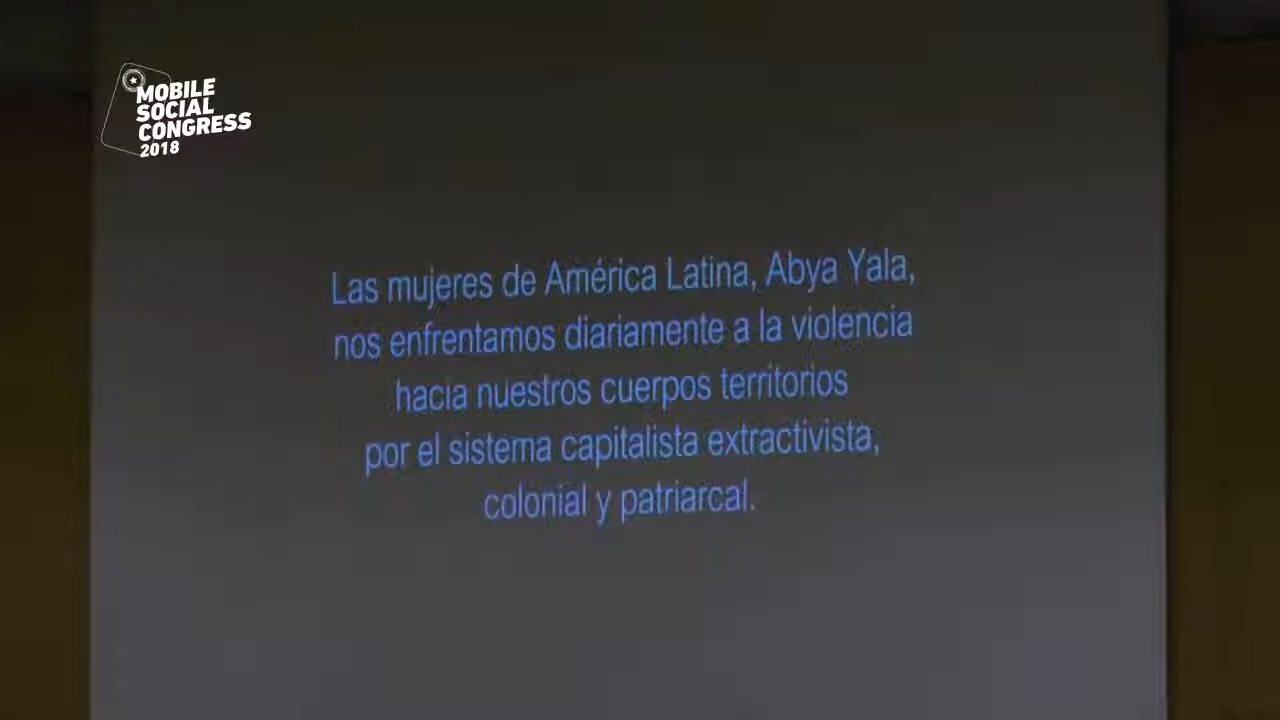 MOBILE
SOCIAL
CONGRESS
2018
Las mujeres de América Latina, Abya Yala,
nos enfrentamos diariamente a la violencia
hacia nuestros cuerpos territorios
por el sistema capitalista extractivista,
colonial y patriarcal.